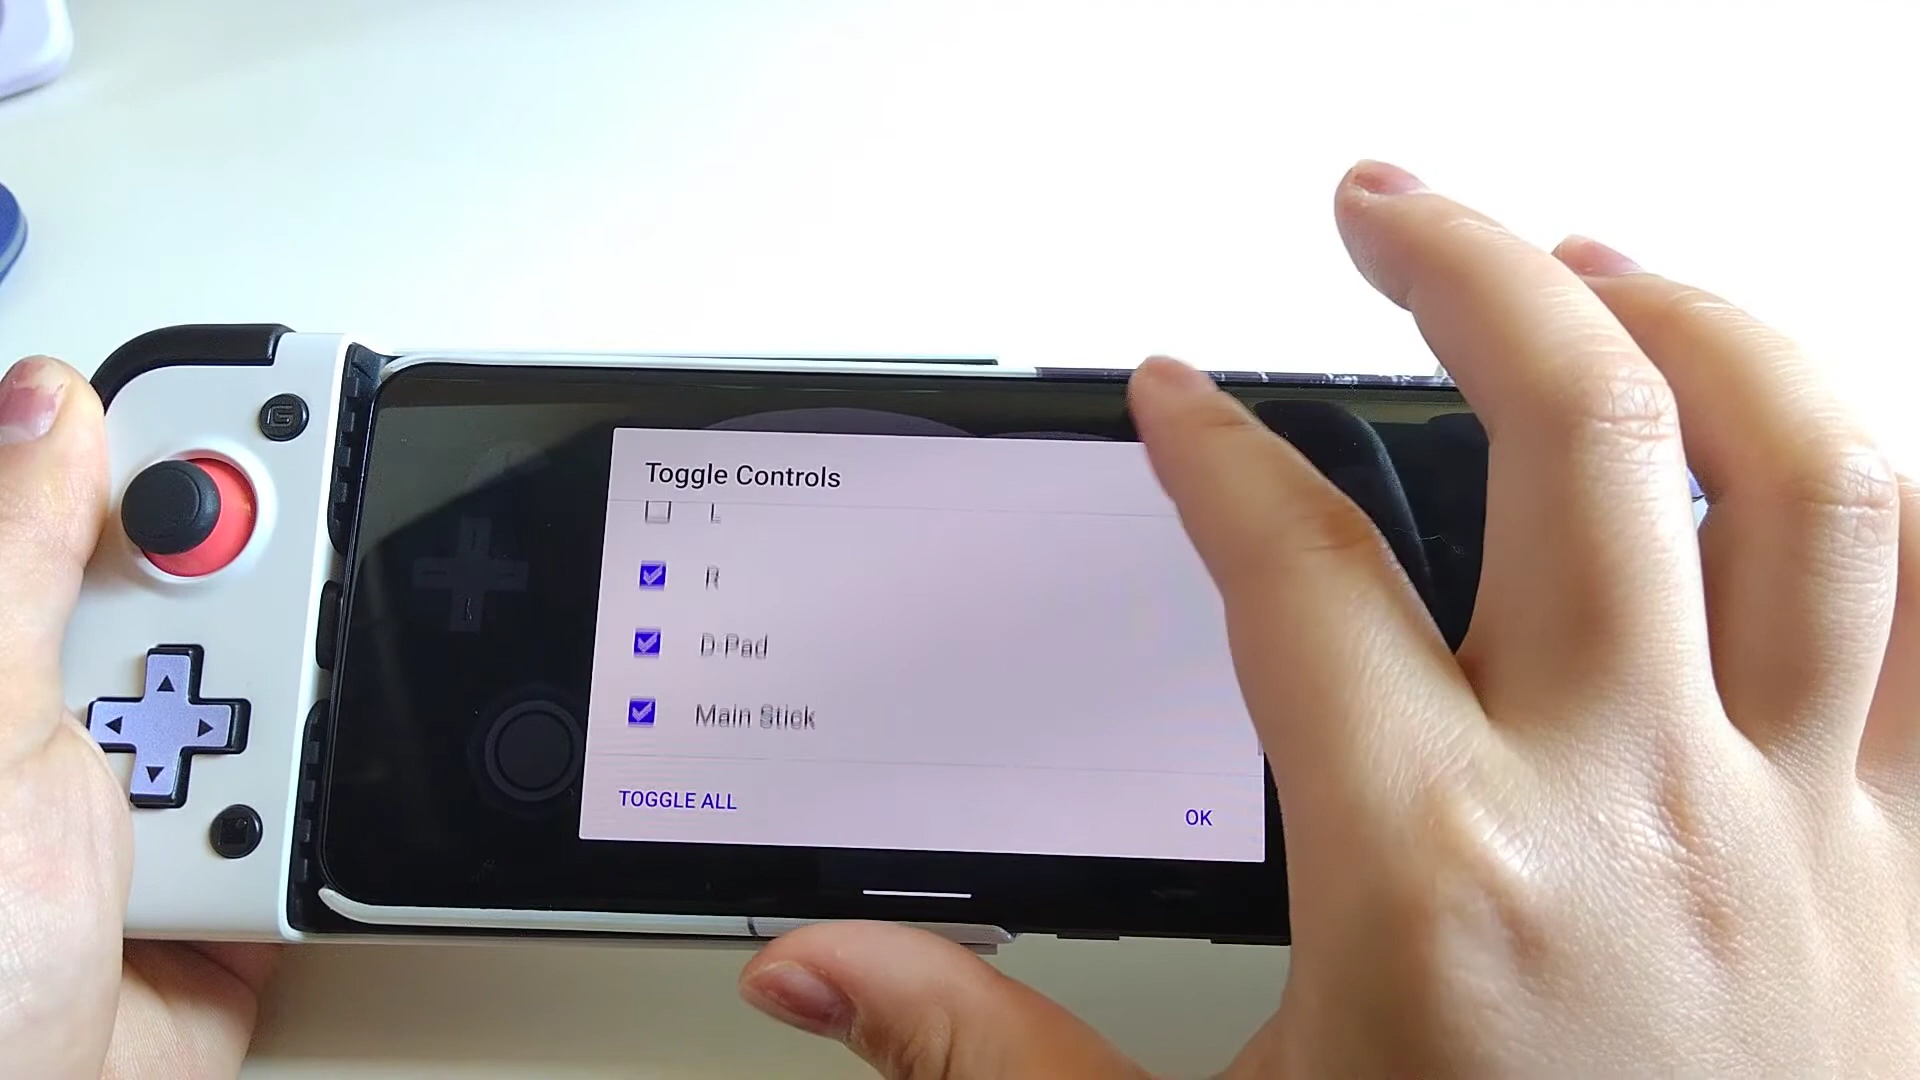 G
Toggle Controls
L
R
D-Pad
Main Stick
TOGGLE ALL
OK